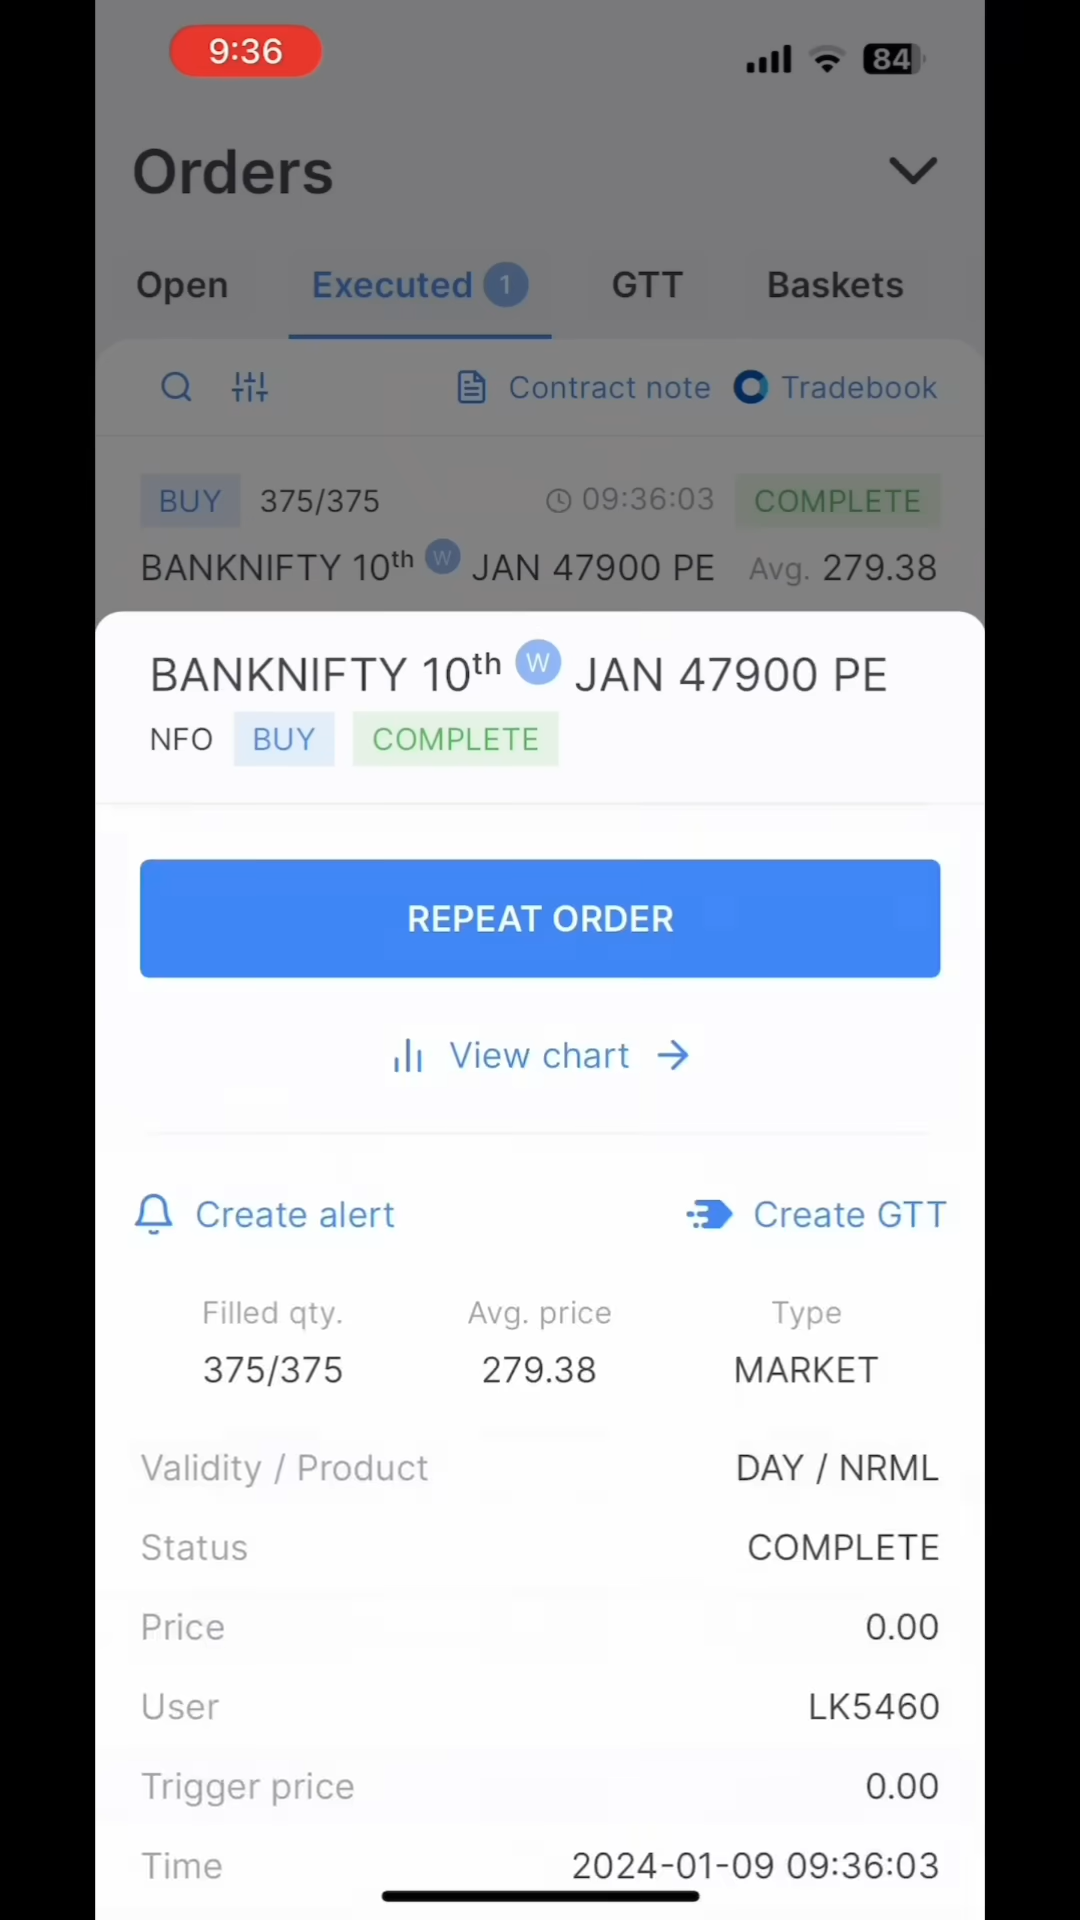 9:36
84
Orders
Open Executed 1 GTT Baskets
Contract note Tradebook
BUY 375/375 09:36:03 COMPLETE
BANKNIFTY 10th W JAN 47900 PE Avg. 279.38
BANKNIFTY 10th W JAN 47900 PE
NFO BUY COMPLETE
REPEAT ORDER
View chart
Create alert Create GTT
Filled qty. Avg. price Type
375/375 279.38 MARKET
Validity / Product DAY / NRML
Status COMPLETE
Price 0.00
User LK5460
Trigger price 0.00
Time 2024-01-09 09:36:03